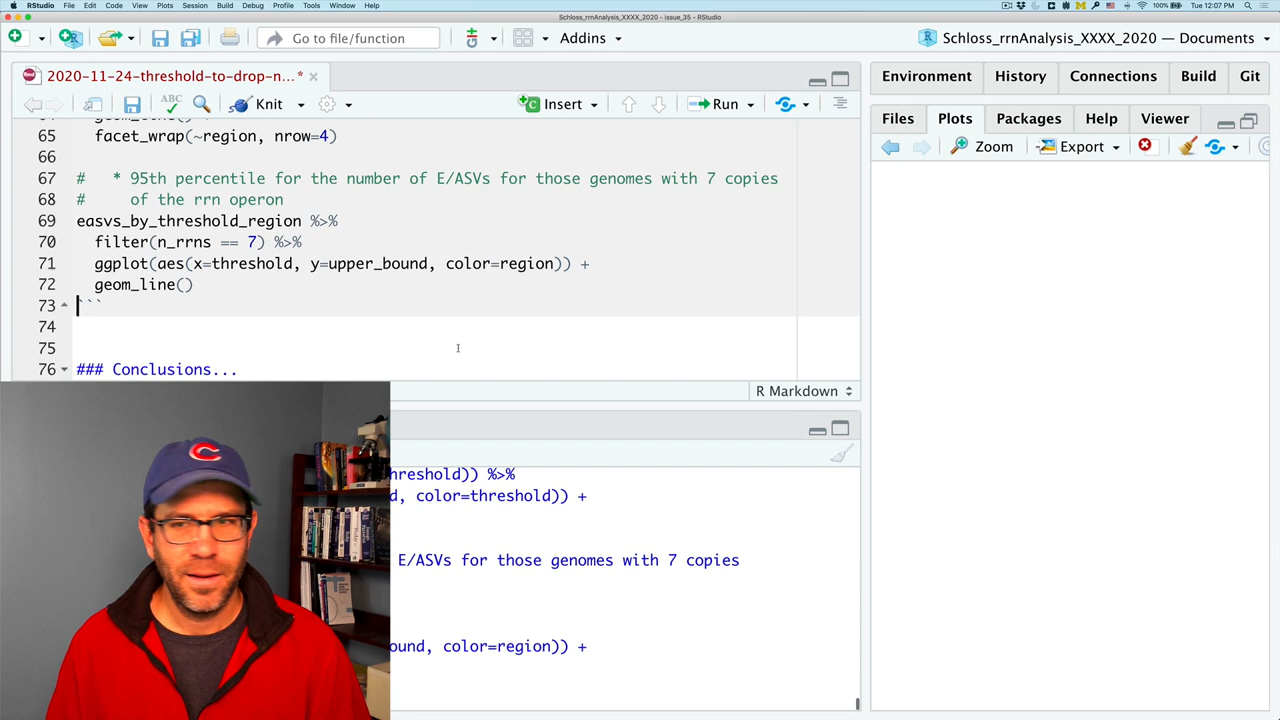 RStudio File Edit Code View Plots Session Build Debug Profile Tools Window Help
100% Tue 12:07 PM
Schloss_rrnAnalysis_XXXX_2020 - issue_35 - RStudio
Go to file/function Addins Schloss_rrnAnalysis_XXXX_2020 — Documents
2020-11-24-threshold-to-drop-n...*
Environment History Connections Build Git
ABC Knit Insert Run
Files Plots Packages Help Viewer
Zoom Export
65 facet_wrap(~region, nrow=4)
66
67 # * 95th percentile for the number of E/ASVs for those genomes with 7 copies
68 # of the rrn operon
69 easvs_by_threshold_region %>%
70 filter(n_rrns == 7) %>%
71 ggplot(aes(x=threshold, y=upper_bound, color=region)) +
72 geom_line()
73 ```
74
75
76 ### Conclusions...
R Markdown
hreshold)) %>%
d, color=threshold)) +
E/ASVs for those genomes with 7 copies
ound, color=region)) +
C